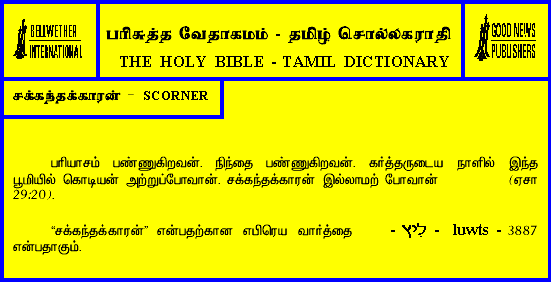 BELLWETHER
INTERNATIONAL
பரிசுத்த வேதாகமம் - தமிழ் சொல்லகராதி
THE HOLY BIBLE - TAMIL DICTIONARY
GOOD NEWS
PUBLISHERS
சக்கந்தக்காரன் - SCORNER
பரியாசம் பண்ணுகிறவன். நிந்தை பண்ணுகிறவன். கர்த்தருடைய நாளில் இந்த
பூமியில் கொடியன் அற்றுப்போவான். சக்கந்தக்காரன் இல்லாமற் போவான் (ஏசா
29:20).
“சக்கந்தக்காரன்” என்பதற்கான எபிரெய வார்த்தை - לִיץ - luwts - 3887
என்பதாகும்.